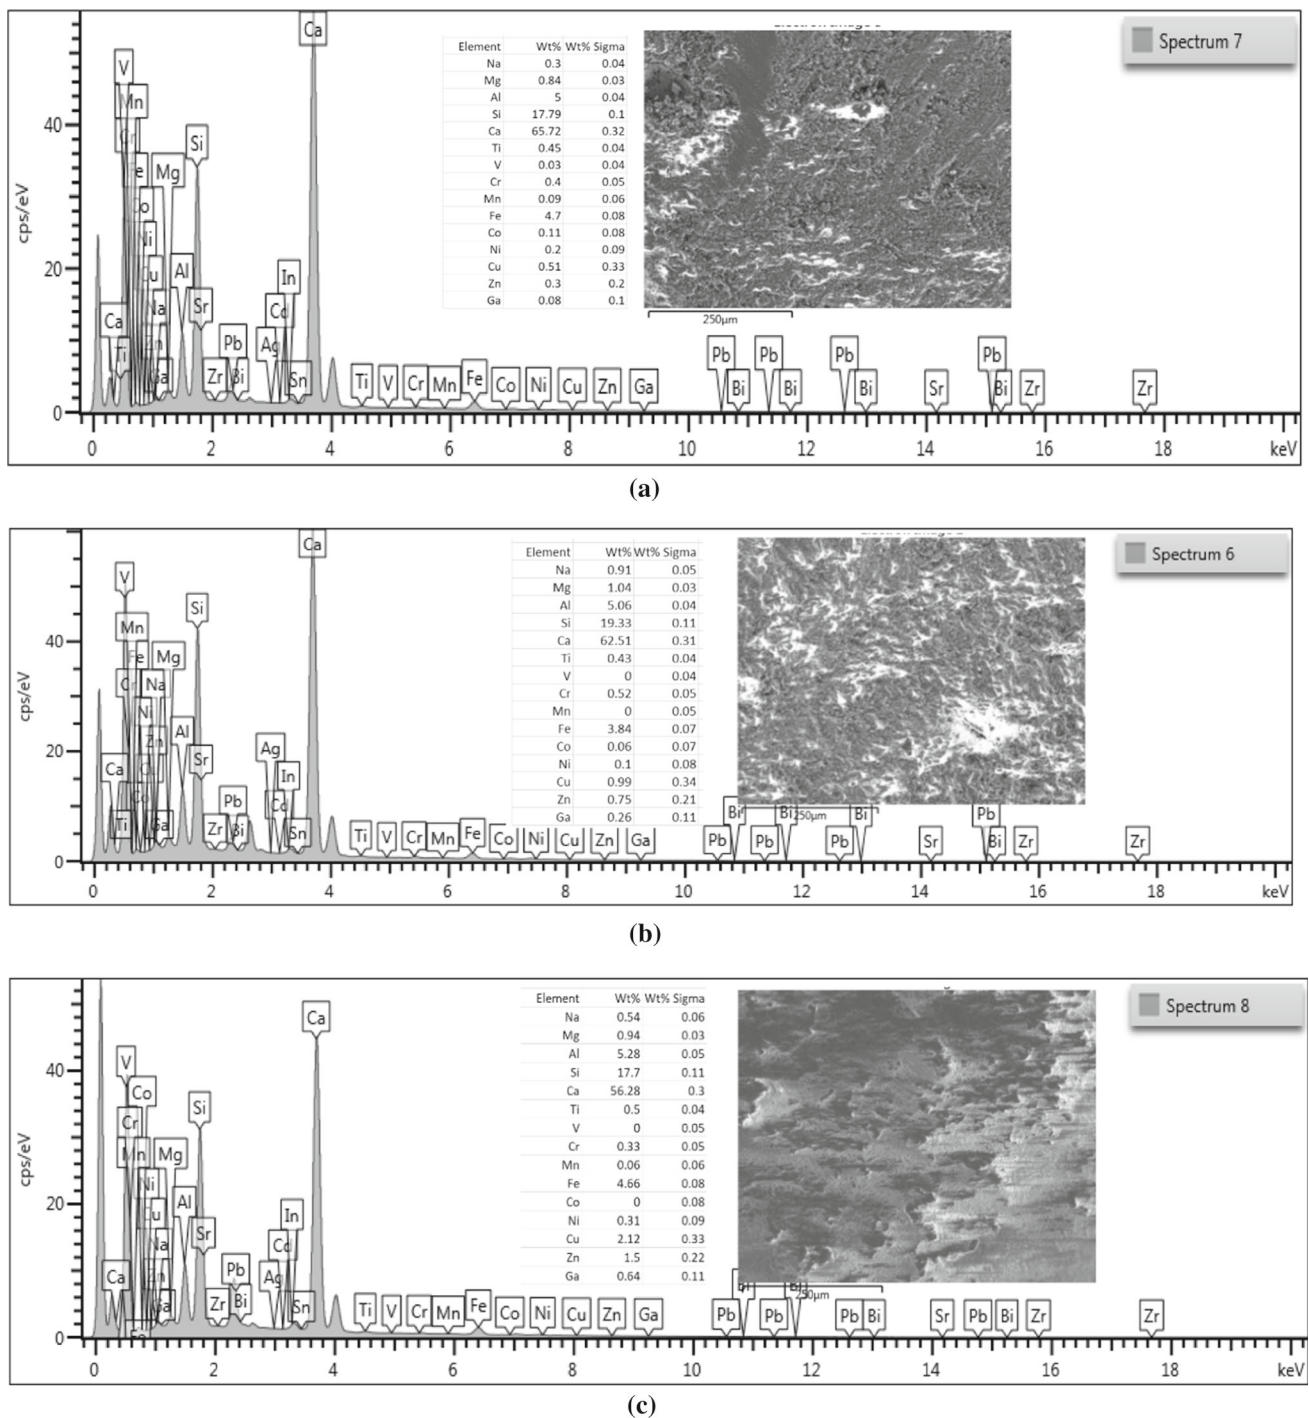 Spectrum 7
cps/eV
40
20
0
Ca
V
Mn
Si
Mg
Al
Sr
In
Cd
Ca
Ti
Na
Zr
Pb
Bi
Ag
Sn
Ti V Cr Mn Fe Co Ni Cu Zn Ga
Pb Bi Pb Bi Pb Bi Sr Pb Bi Zr Zr
0 2 4 6 8 10 12 14 16 18 keV
Element Wt% Wt% Sigma
Na 0.3 0.04
Mg 0.84 0.03
Al 5 0.04
Si 17.79 0.1
Ca 65.72 0.32
Ti 0.45 0.04
V 0.03 0.04
Cr 0.4 0.05
Mn 0.09 0.06
Fe 4.7 0.08
Co 0.11 0.08
Ni 0.2 0.09
Cu 0.51 0.33
Zn 0.3 0.2
Ga 0.08 0.1
250µm
(a)
Spectrum 6
cps/eV
40
20
0
Ca
V
Si
Mn
Fe
Mg
Cr
Na
Ni
Al
Zn
Ag
Sr
Ca
In
Cd
Pb
Ti
Ga
Zr
Bi
Sn
Ti V Cr Mn Fe Co Ni Cu Zn Ga
Pb Bi Pb Bi Pb Bi Sr Pb Bi Zr Zr
0 2 4 6 8 10 12 14 16 18 keV
Element Wt% Wt% Sigma
Na 0.91 0.05
Mg 1.04 0.03
Al 5.06 0.04
Si 19.33 0.11
Ca 62.51 0.31
Ti 0.43 0.04
V 0 0.04
Cr 0.52 0.05
Mn 0 0.05
Fe 3.84 0.07
Co 0.06 0.07
Ni 0.1 0.08
Cu 0.99 0.34
Zn 0.75 0.21
Ga 0.26 0.11
250µm
(b)
Spectrum 8
cps/eV
40
20
0
Ca
V
Co
Si
Cr
Mn
Mg
Ni
Al
Sr
In
Cd
Ca
Pb
Ag
Zr
Bi
Sn
Ti V Cr Mn Fe Co Ni Cu Zn Ga
Pb Pb Pb Bi Sr Pb Bi Zr Zr
0 2 4 6 8 10 12 14 16 18 keV
Element Wt% Wt% Sigma
Na 0.54 0.06
Mg 0.94 0.03
Al 5.28 0.05
Si 17.7 0.11
Ca 56.28 0.3
Ti 0.5 0.04
V 0 0.05
Cr 0.33 0.05
Mn 0.06 0.06
Fe 4.66 0.08
Co 0 0.08
Ni 0.31 0.09
Cu 2.12 0.33
Zn 1.5 0.22
Ga 0.64 0.11
250µm
(c)